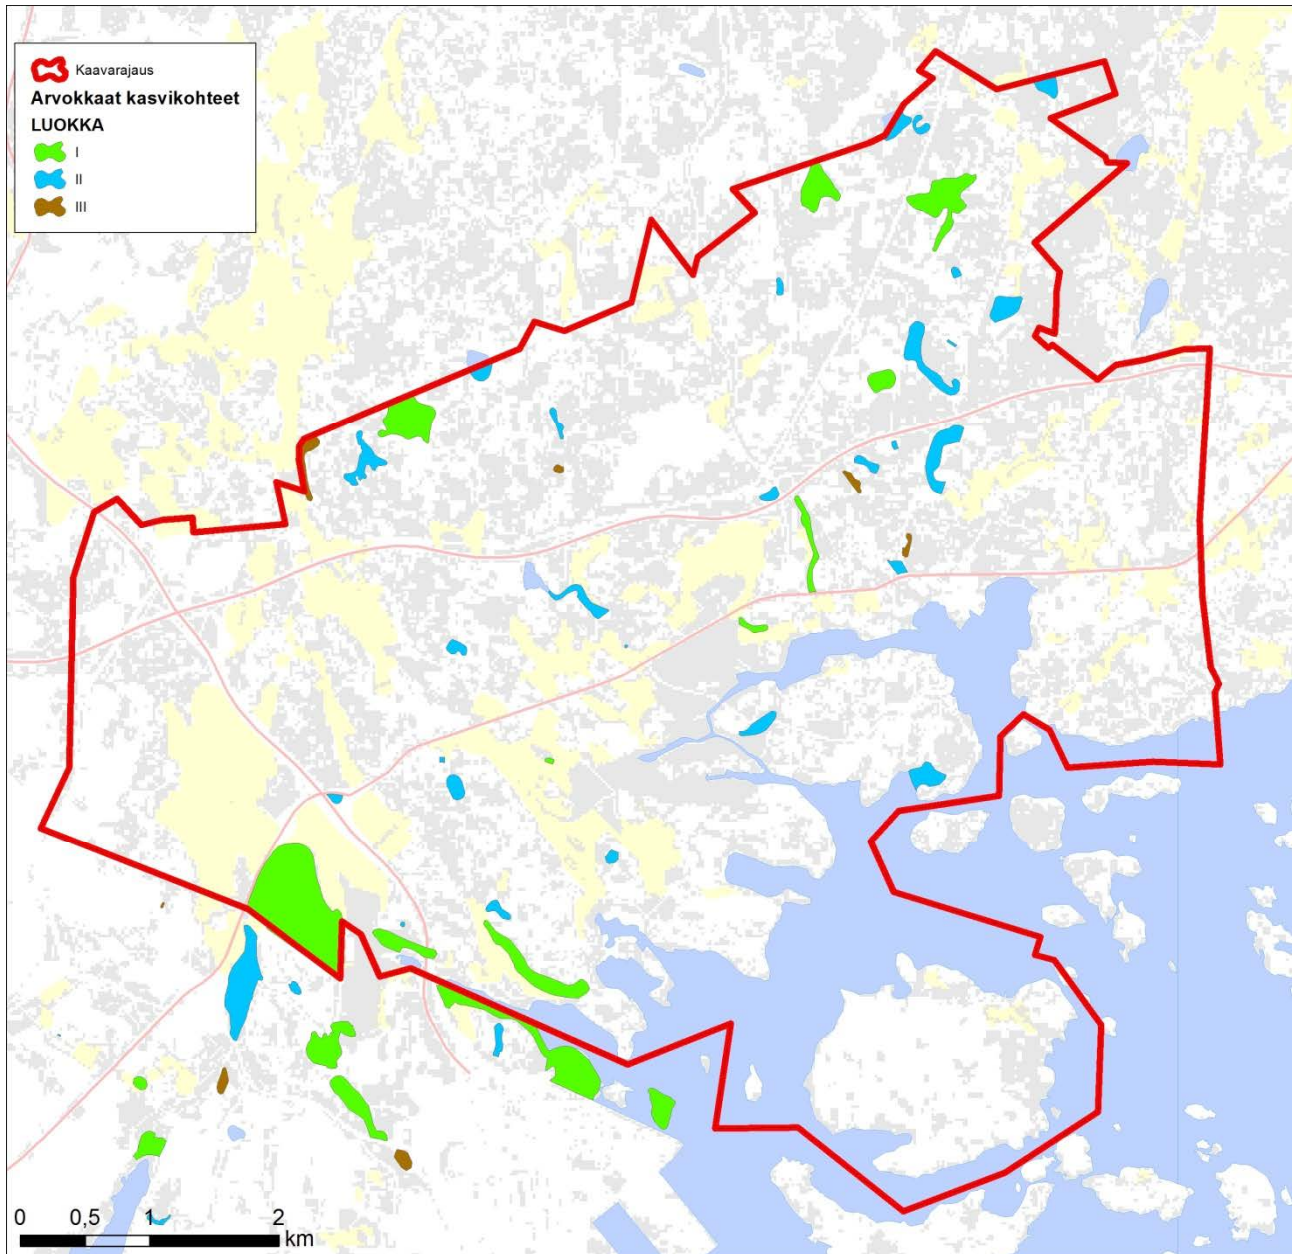 Kaavarajaus
Arvokkaat kasvikohteet
LUOKKA
I
II
III
0 0,5 1 2
km